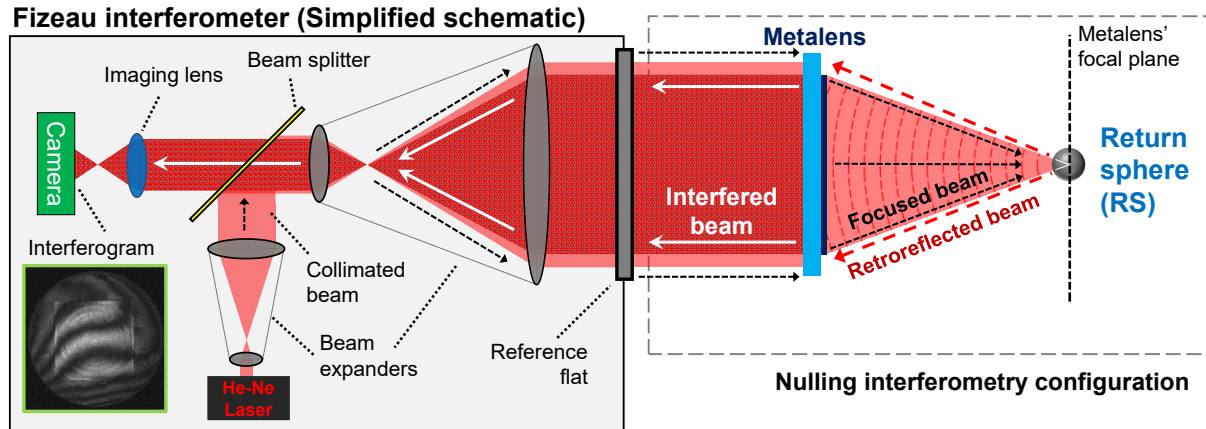 Fizeau interferometer (Simplified schematic)
Beam splitter
Imaging lens
Camera
Interferogram
Collimated
beam
Beam
expanders
He-Ne
Laser
Reference
flat
Interfered
beam
Metalens
Focused beam
Retroreflected beam
Metalens'
focal plane
Return
sphere
(RS)
Nulling interferometry configuration